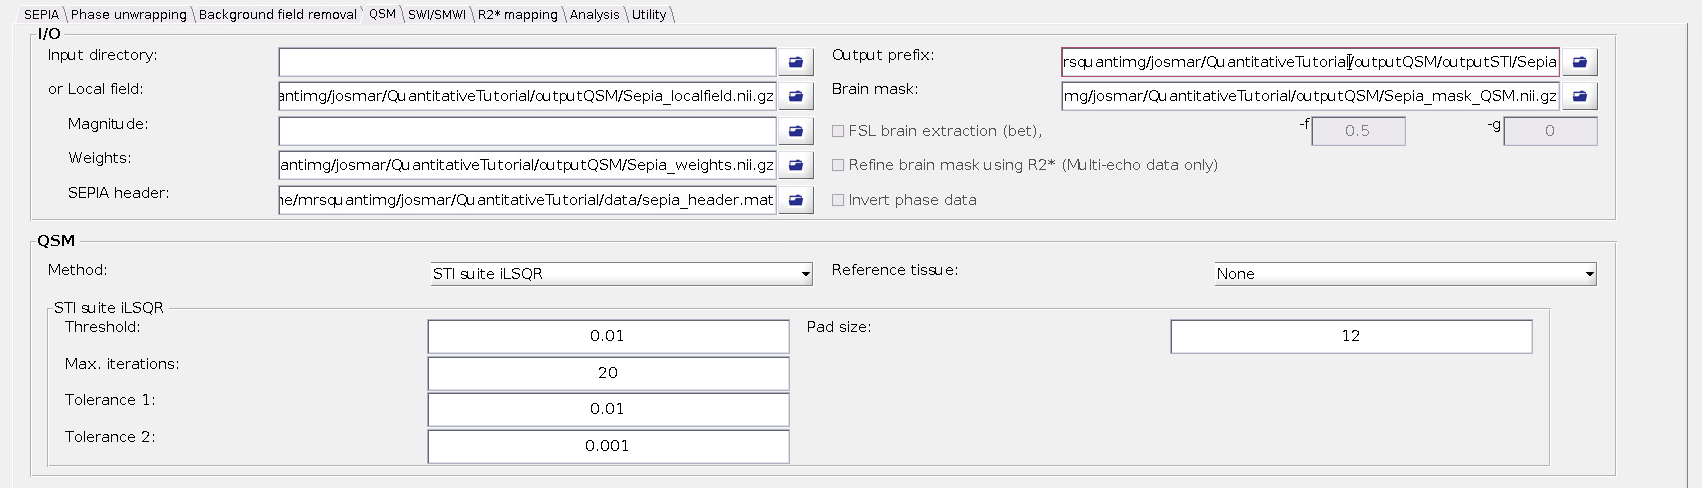 SEPIA Phase unwrapping Background field removal QSM SWI/SMWI R2* mapping Analysis Utility
I/O
Input directory:
Output prefix: rsquantimg/josmar/QuantitativeTutorial/outputQSM/outputSTI/Sepia
or Local field: antimg/josmar/QuantitativeTutorial/outputQSM/Sepia_localfield.nii.gz
Brain mask: mg/josmar/QuantitativeTutorial/outputQSM/Sepia_mask_QSM.nii.gz
Magnitude:
FSL brain extraction (bet), -f 0.5 -g 0
Weights: antimg/josmar/QuantitativeTutorial/outputQSM/Sepia_weights.nii.gz
Refine brain mask using R2* (Multi-echo data only)
SEPIA header: ne/mrsquantimg/josmar/QuantitativeTutorial/data/sepia_header.mat
Invert phase data
QSM
Method: STI suite iLSQR
Reference tissue: None
STI suite iLSQR
Threshold: 0.01
Pad size: 12
Max. iterations: 20
Tolerance 1: 0.01
Tolerance 2: 0.001